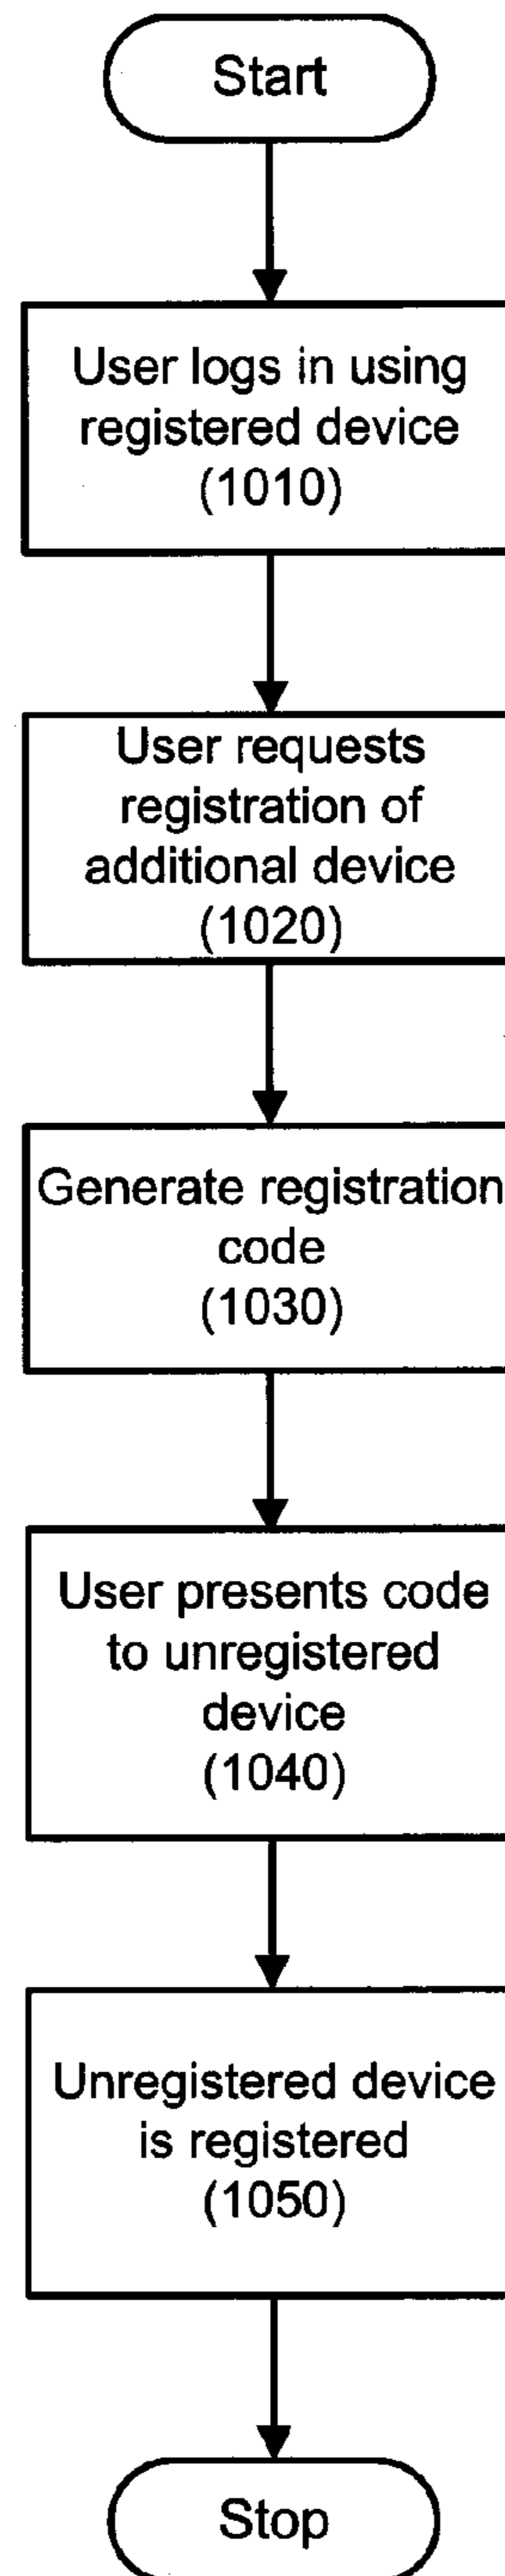 Start
User logs in using
registered device
(1010)
User requests
registration of
additional device
(1020)
Generate registration
code
(1030)
User presents code
to unregistered
device
(1040)
Unregistered device
is registered
(1050)
Stop